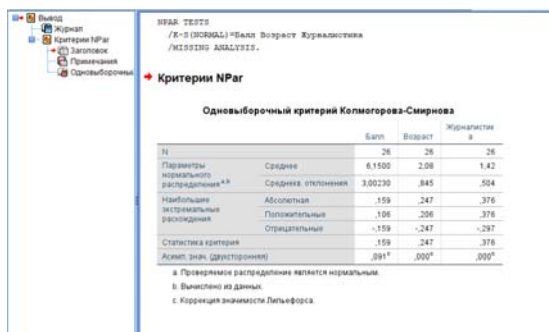 Вывод
Журнал
Критерии NPar
Заголовок
Примечания
Одновыборочный
NPAR TESTS
/K-S(NORMAL)=Балл Возраст Журналистика
/MISSING ANALYSIS.
Критерии NPar
Одновыборочный критерий Колмогорова-Смирнова
Балл Возраст Журналистика
N 26 26 26
Параметры нормального распределения a,b Среднее 6,1500 2,08 1,42
Среднекв. отклонения 3,00230 ,845 ,504
Наибольшие экстремальные расхождения Абсолютная ,159 ,247 ,376
Положительные ,106 ,206 ,376
Отрицательные -,159 -,247 -,297
Статистика критерия ,159 ,247 ,376
Асимп. знач. (двухсторонняя) ,091c ,000c ,000c
a. Проверяемое распределение является нормальным.
b. Вычислено из данных.
c. Коррекция значимости Лильефорса.